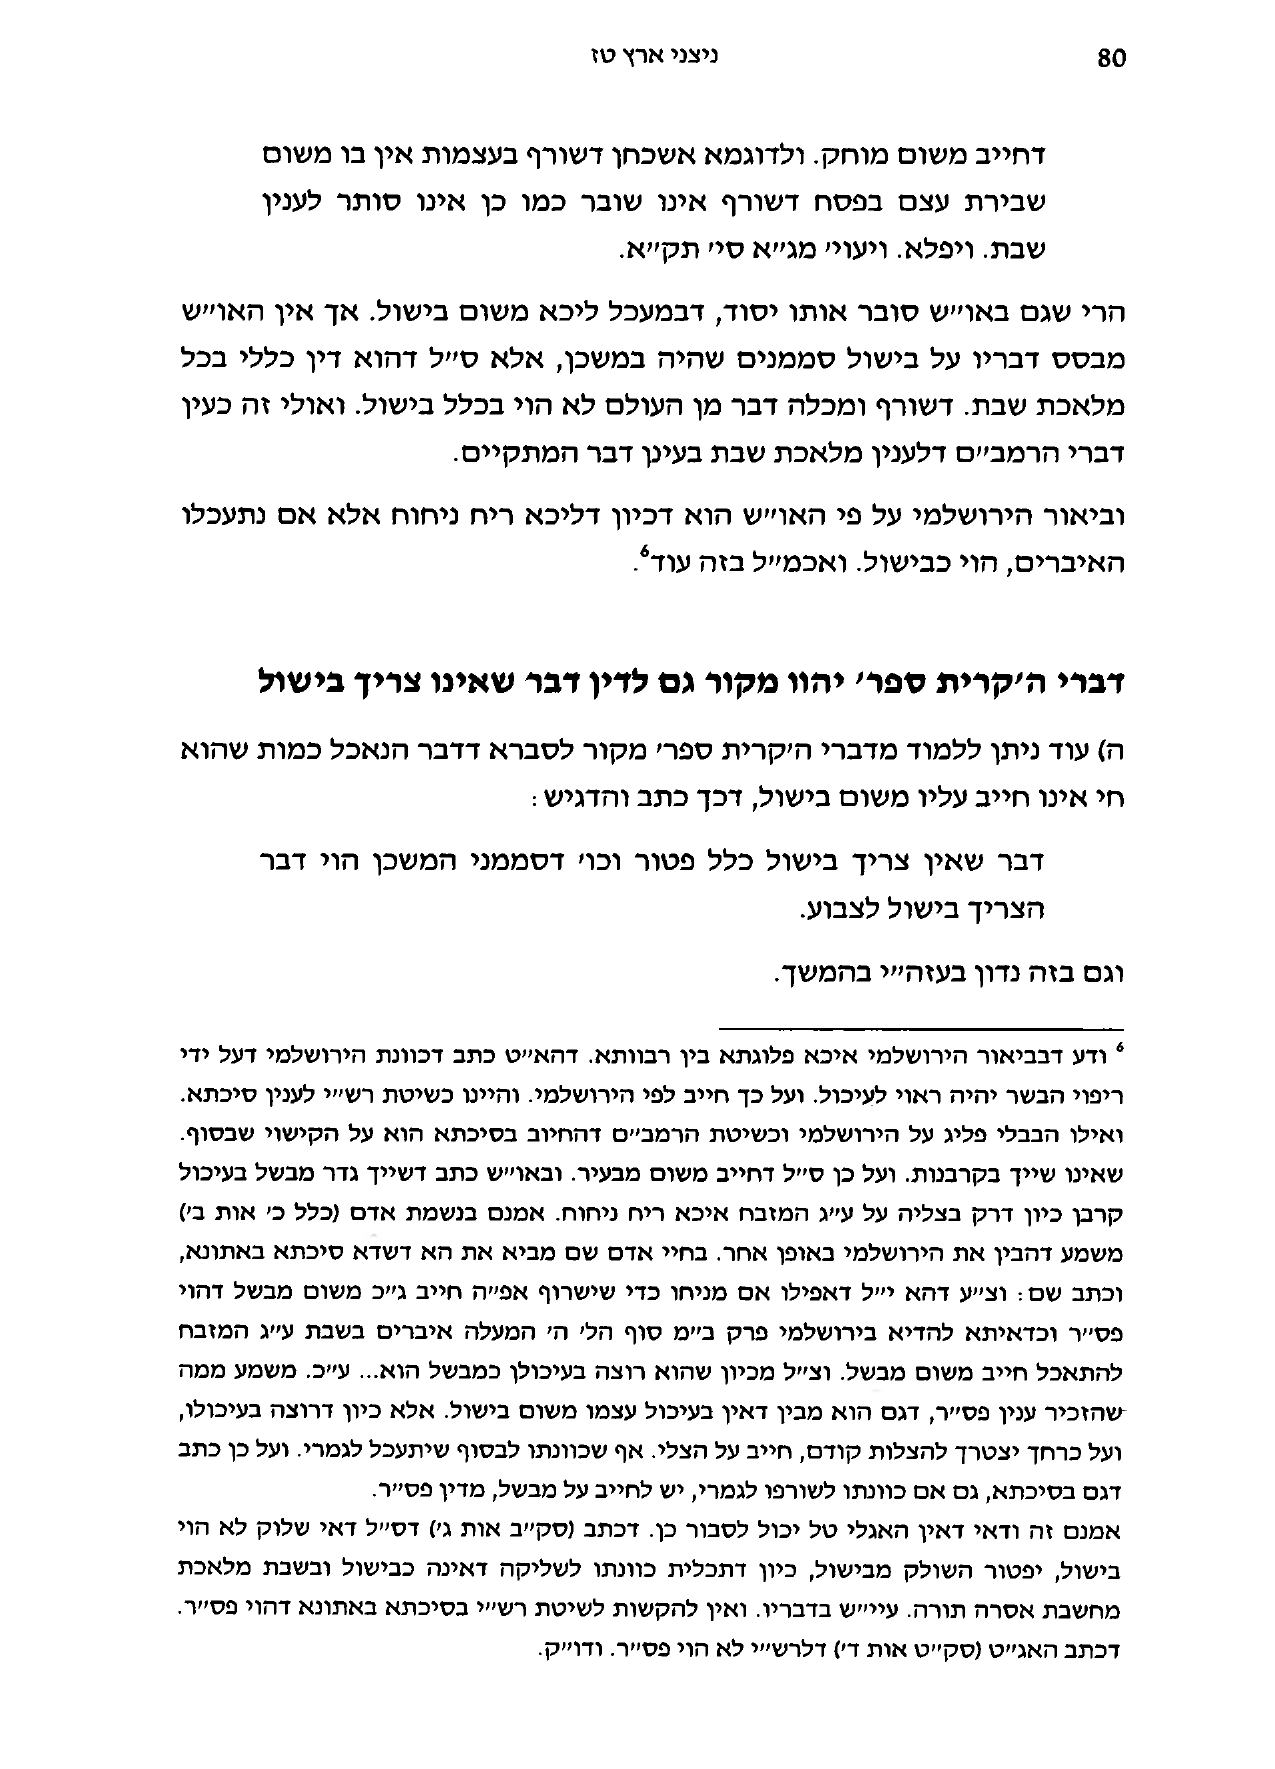 80
ניצני ארץ טז
דחייב משום מוחק. ולדוגמא אשכחן דשורף בעצמות אין בו משום
שבירת עצם בפסח דשורף אינו שובר כמו כן אינו סותר לענין
שבת. ויפלא. ויעוי' מג"א סי' תק"א.
הרי שגם באו"ש סובר אותו יסוד, דבמעכל ליכא משום בישול. אך אין האו"ש
מבסס דבריו על בישול סממנים שהיה במשכן, אלא ס"ל דהוא דין כללי בכל
מלאכת שבת. דשורף ומכלה דבר מן העולם לא הוי בכלל בישול. ואולי זה כעין
דברי הרמב"ם דלענין מלאכת שבת בעינן דבר המתקיים.
וביאור הירושלמי על פי האו"ש הוא דכיון דליכא ריח ניחוח אלא אם נתעכלו
האיברים, הוי כבישול. ואכמ"ל בזה עוד⁶.
דברי ה'קרית ספר' יהוו מקור גם לדין דבר שאינו צריך בישול
ה) עוד ניתן ללמוד מדברי ה'קרית ספר' מקור לסברא דדבר הנאכל כמות שהוא
חי אינו חייב עליו משום בישול, דכך כתב והדגיש:
דבר שאין צריך בישול כלל פטור וכו' דסממני המשכן הוי דבר
הצריך בישול לצבוע.
וגם בזה נדון בעזה"י בהמשך.
⁶ ודע דבביאור הירושלמי איכא פלוגתא בין רבוותא. דהא"ט כתב דכוונת הירושלמי דעל ידי
ריפוי הבשר יהיה ראוי לעיכול. ועל כך חייב לפי הירושלמי. והיינו כשיטת רש"י לענין סיכתא.
ואילו הבבלי פליג על הירושלמי וכשיטת הרמב"ם דהחיוב בסיכתא הוא על הקישוי שבסוף.
שאינו שייך בקרבנות. ועל כן ס"ל דחייב משום מבעיר. ובאו"ש כתב דשייך גדר מבשל בעיכול
קרבן כיון דרק בצליה על ע"ג המזבח איכא ריח ניחוח. אמנם בנשמת אדם (כלל כ' אות ב')
משמע דהבין את הירושלמי באופן אחר. בחיי אדם שם מביא את הא דשדא סיכתא באתונא,
וכתב שם: וצ"ע דהא י"ל דאפילו אם מניחו כדי שישרוף אפ"ה חייב ג"כ משום מבשל דהוי
פס"ר וכדאיתא להדיא בירושלמי פרק ב"מ סוף הל' ה' המעלה איברים בשבת ע"ג המזבח
להתאכל חייב משום מבשל. וצ"ל מכיון שהוא רוצה בעיכולן כמבשל הוא... ע"כ. משמע ממה
שהזכיר ענין פס"ר, דגם הוא מבין דאין בעיכול עצמו משום בישול. אלא כיון דרוצה בעיכולו,
ועל כרחך יצטרך להצלות קודם, חייב על הצלי. אף שכוונתו לבסוף שיתעכל לגמרי. ועל כן כתב
דגם בסיכתא, גם אם כוונתו לשורפו לגמרי, יש לחייב על מבשל, מדין פס"ר.
אמנם זה ודאי דאין האגלי טל יכול לסבור כן. דכתב (סק"ב אות ג') דס"ל דאי שלוק לא הוי
בישול, יפטור השולק מבישול, כיון דתכלית כוונתו לשליקה דאינה כבישול ובשבת מלאכת
מחשבת אסרה תורה. עיי"ש בדבריו. ואין להקשות לשיטת רש"י בסיכתא באתונא דהוי פס"ר.
דכתב האג"ט (סק"ט אות ד') דלרש"י לא הוי פס"ר. ודו"ק.